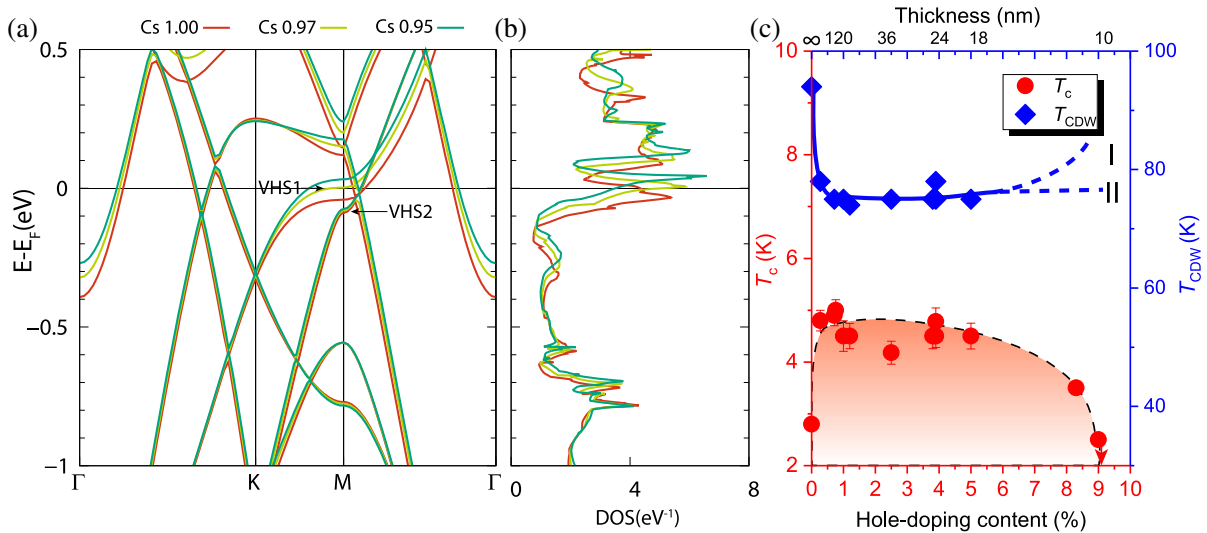 (a)
Cs 1.00
Cs 0.97
Cs 0.95
0.5
0
−0.5
−1
E-E_F(eV)
VHS1
VHS2
Γ
K
M
Γ
(b)
0
4
8
DOS(eV⁻¹)
(c)
Thickness (nm)
∞
120
36
24
18
10
10
8
6
4
2
T_c (K)
T_c
T_CDW
I
II
100
80
60
40
T_CDW (K)
0
1
2
3
4
5
6
7
8
9
10
Hole-doping content (%)